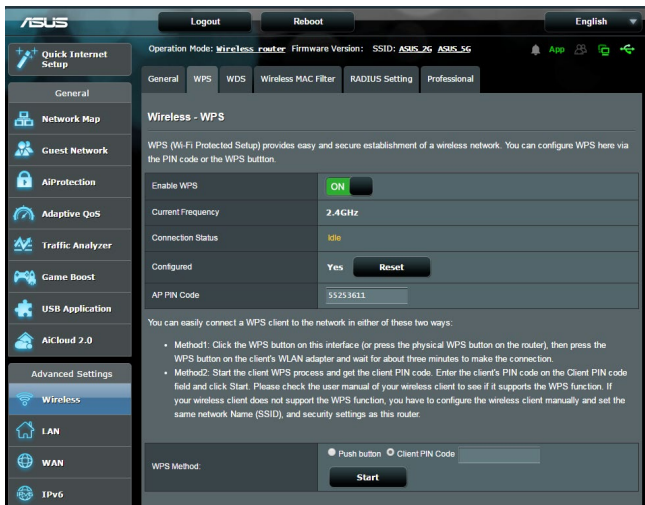 ASUS
Logout
Reboot
English
Quick Internet
Setup
Operation Mode: Wireless router Firmware Version: SSID: ASUS_2G ASUS_5G
App
General
WPS
WDS
Wireless MAC Filter
RADIUS Setting
Professional
General
Network Map
Guest Network
AiProtection
Adaptive QoS
Traffic Analyzer
Game Boost
USB Application
AiCloud 2.0
Advanced Settings
Wireless
LAN
WAN
IPv6
Wireless - WPS
WPS (Wi-Fi Protected Setup) provides easy and secure establishment of a wireless network. You can configure WPS here via
the PIN code or the WPS buttton.
Enable WPS
ON
Current Frequency
2.4GHz
Connection Status
Idle
Configured
Yes
Reset
AP PIN Code
55253611
You can easily connect a WPS client to the network in either of these two ways:
• Method1: Click the WPS button on this interface (or press the physical WPS button on the router), then press the
WPS button on the client's WLAN adapter and wait for about three minutes to make the connection.
• Method2: Start the client WPS process and get the client PIN code. Enter the client's PIN code on the Client PIN code
field and click Start. Please check the user manual of your wireless client to see if it supports the WPS function. If
your wireless client does not support the WPS function, you have to configure the wireless client manually and set the
same network Name (SSID), and security settings as this router.
WPS Method:
Push button
Client PIN Code
Start